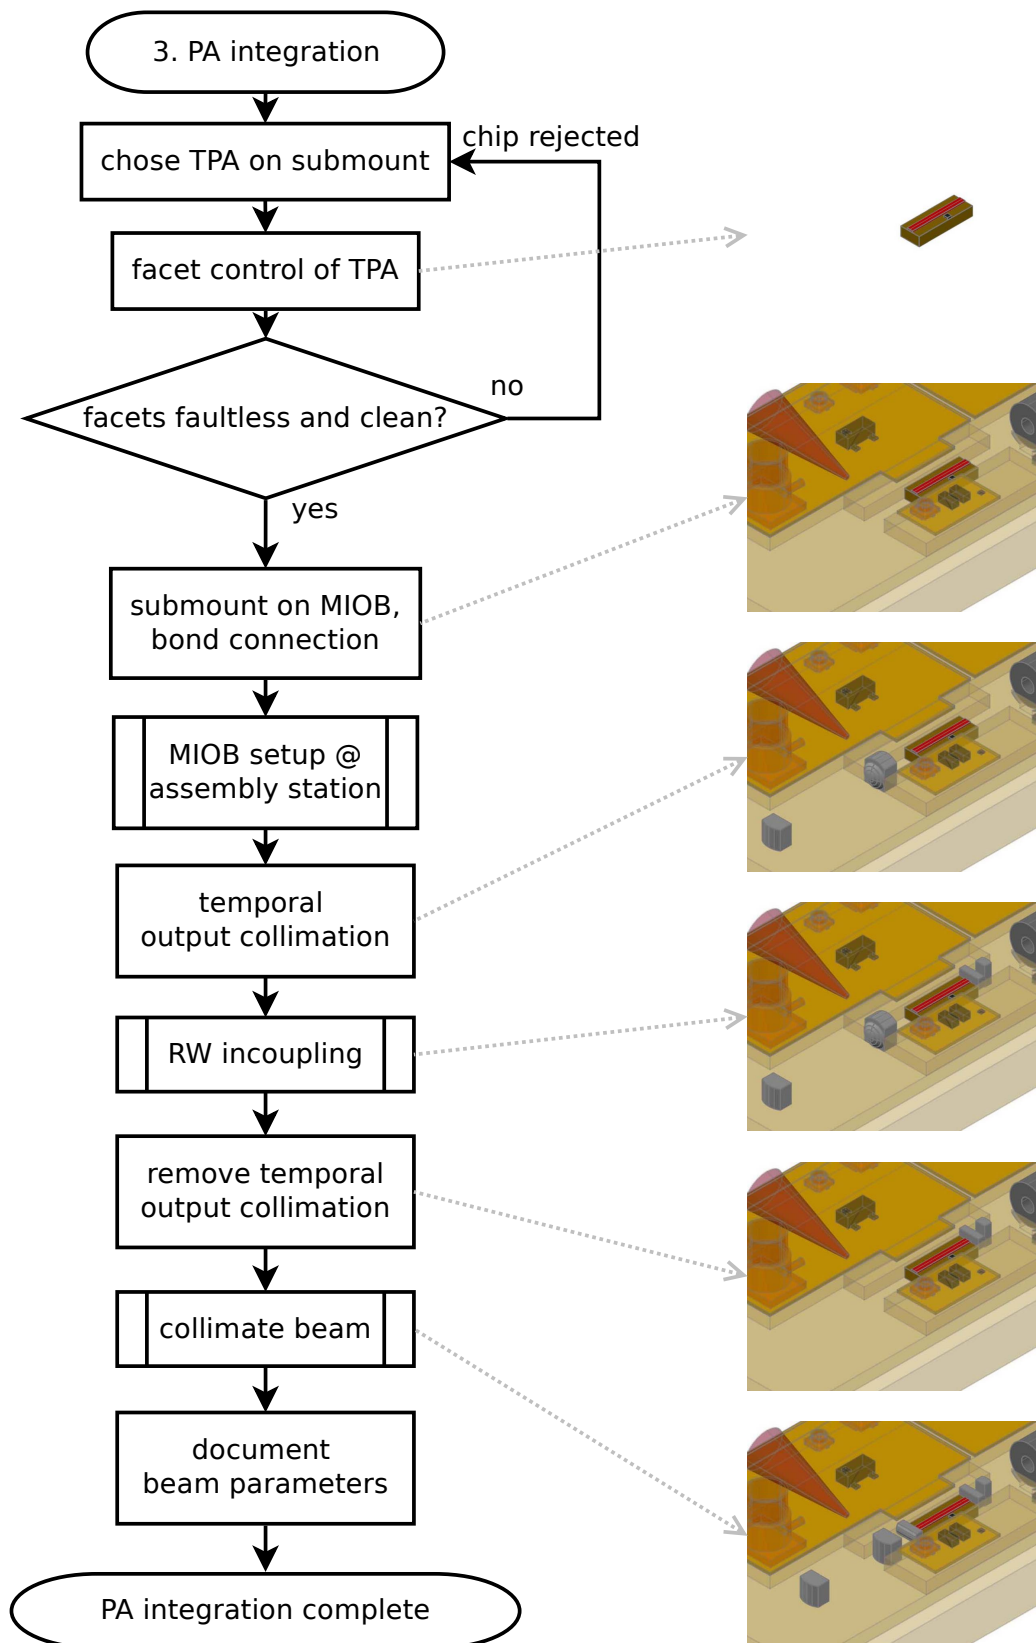 3. PA integration
chose TPA on submount
chip rejected
facet control of TPA
facets faultless and clean?
no
yes
submount on MIOB,
bond connection
MIOB setup @
assembly station
temporal
output collimation
RW incoupling
remove temporal
output collimation
collimate beam
document
beam parameters
PA integration complete